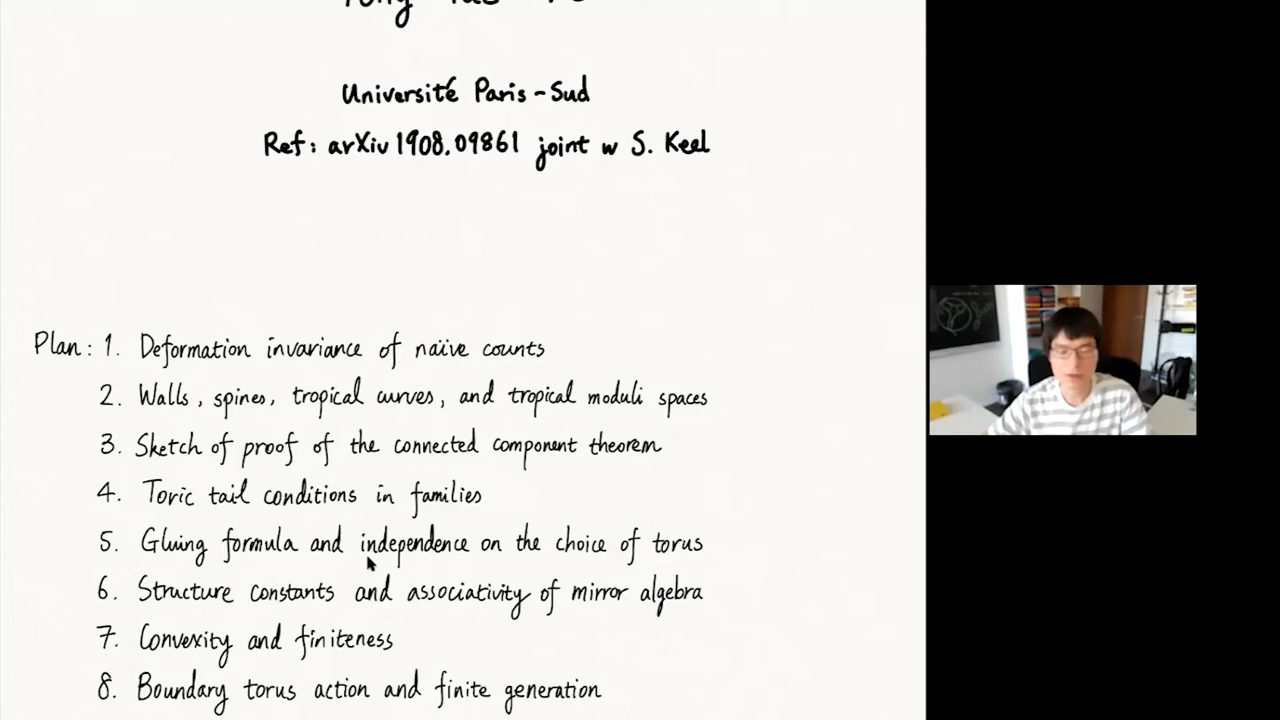 Université Paris-Sud
Ref: arXiv 1908.09861 joint w S. Keel
Plan: 1. Deformation invariance of naïve counts
2. Walls, spines, tropical curves, and tropical moduli spaces
3. Sketch of proof of the connected component theorem
4. Toric tail conditions in families
5. Gluing formula and independence on the choice of torus
6. Structure constants and associativity of mirror algebra
7. Convexity and finiteness
8. Boundary torus action and finite generation